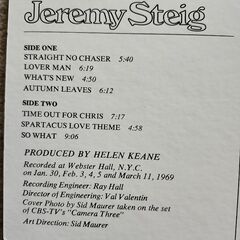 Jeremy Steig
SIDE ONE
STRAIGHT NO CHASER 5:40
LOVER MAN 6:19
WHAT'S NEW 4:50
AUTUMN LEAVES 6:12
SIDE TWO
TIME OUT FOR CHRIS 7:17
SPARTACUS LOVE THEME 4:58
SO WHAT 9:06
PRODUCED BY HELEN KEANE
Recorded at Webster Hall, N.Y.C.
on Jan. 30, Feb. 3, 4, 5 and March 11, 1969
Recording Engineer: Ray Hall
Director of Engineering: Val Valentin
Cover Photo by Sid Maurer taken on the set
of CBS-TV's "Camera Three"
Art Direction: Sid Maurer